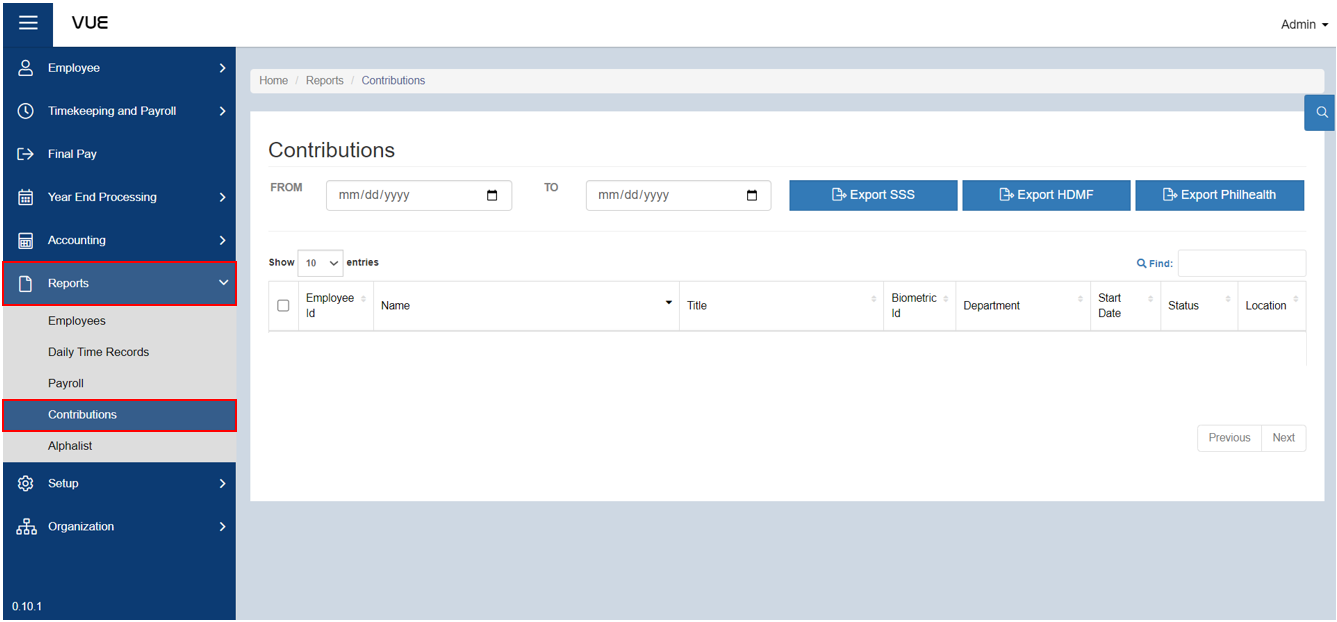 VUE
Admin
Employee
Timekeeping and Payroll
Final Pay
Year End Processing
Accounting
Reports
Employees
Daily Time Records
Payroll
Contributions
Alphalist
Setup
Organization
0.10.1
Home / Reports / Contributions
Contributions
FROM mm/dd/yyyy TO mm/dd/yyyy Export SSS Export HDMF Export Philhealth
Show 10 entries Find:
Employee Id Name Title Biometric Id Department Start Date Status Location
Previous Next